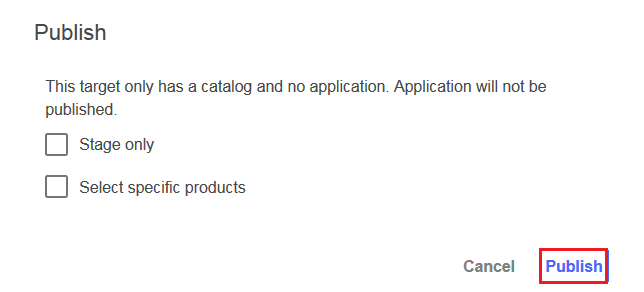 Publish
This target only has a catalog and no application. Application will not be
published.
Stage only
Select specific products
Cancel Publish